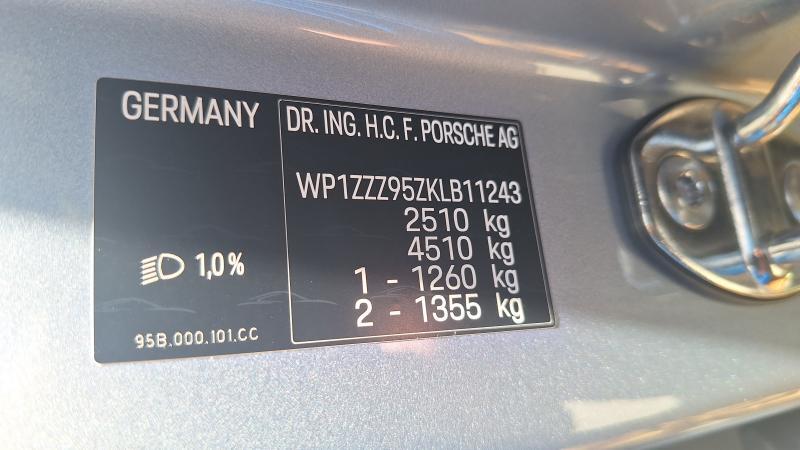 GERMANY
DR. ING. H.C. F. PORSCHE AG
WP1ZZZ95ZKLB11243
2510 kg
4510 kg
1 - 1260 kg
2 - 1355 kg
1,0%
95B.000.101.CC